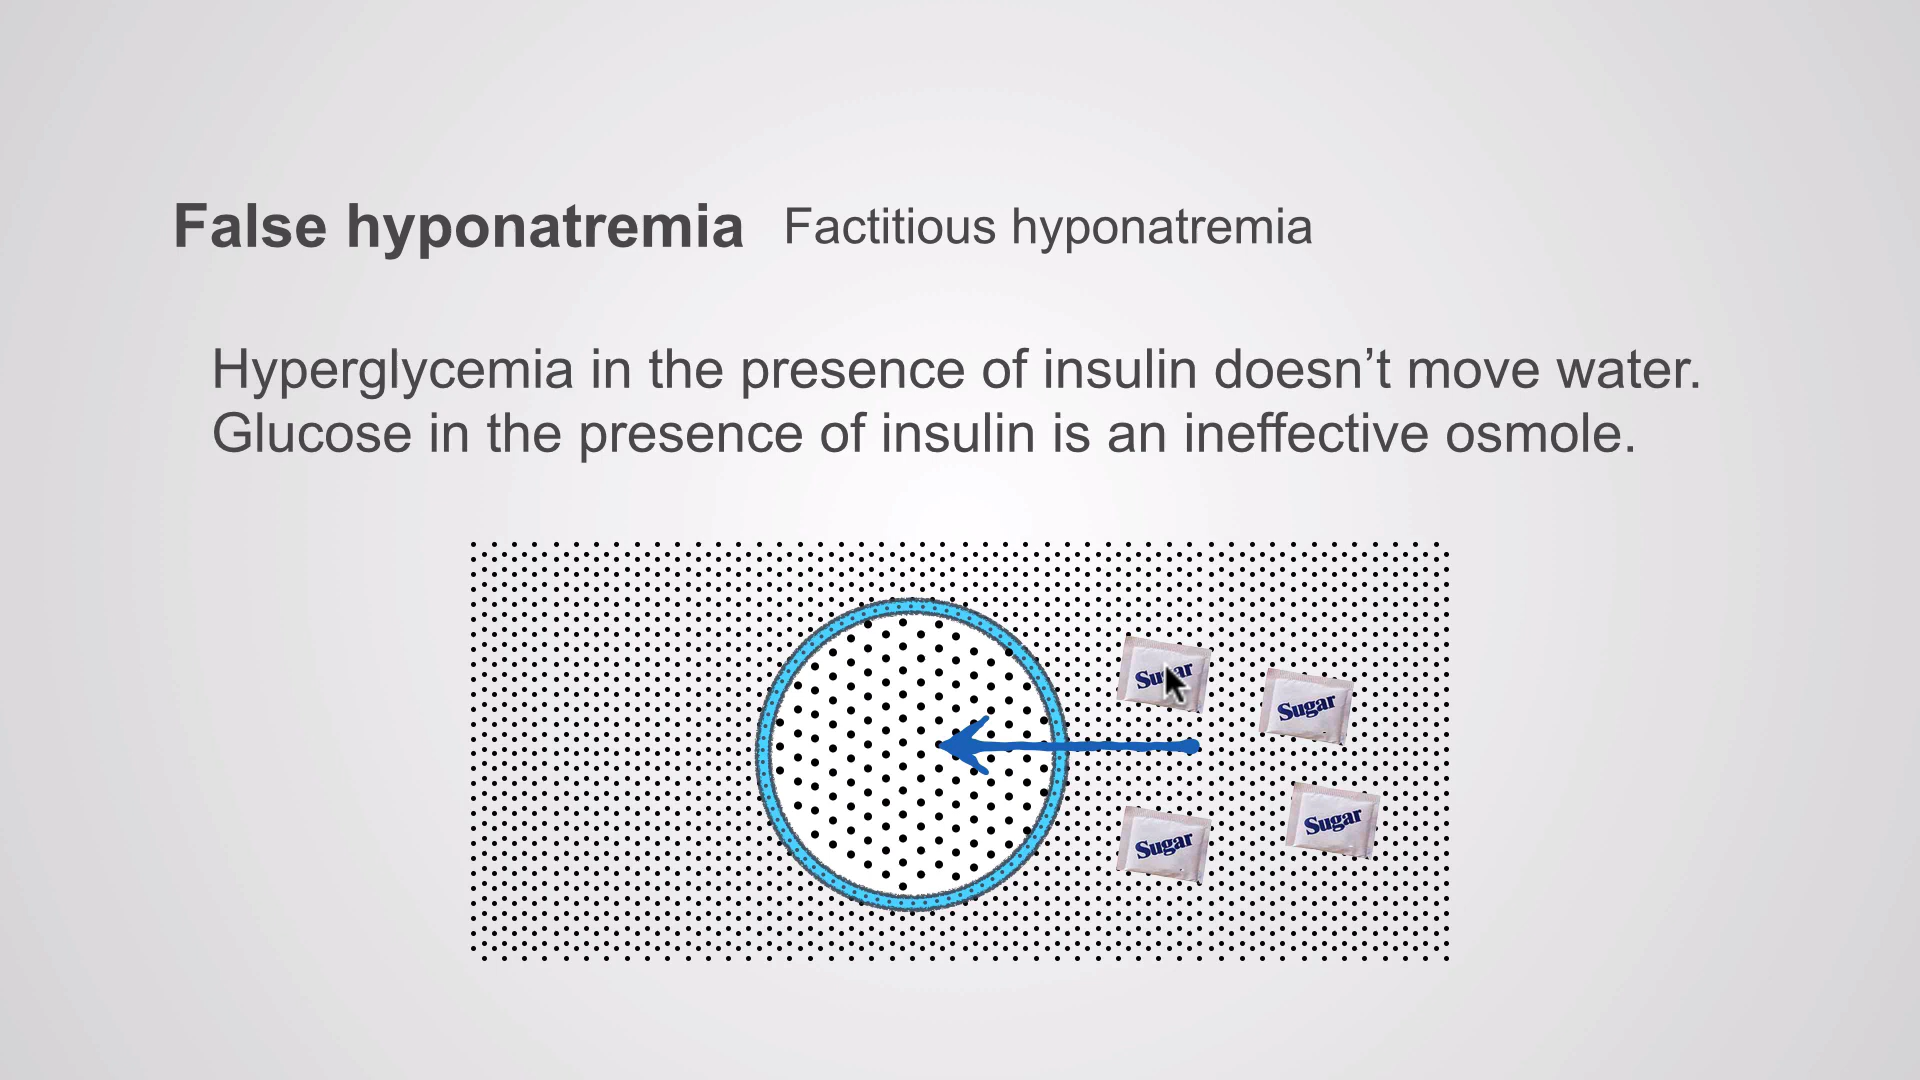 False hyponatremia Factitious hyponatremia
Hyperglycemia in the presence of insulin doesn’t move water.
Glucose in the presence of insulin is an ineffective osmole.
Sugar
Sugar
Sugar
Sugar